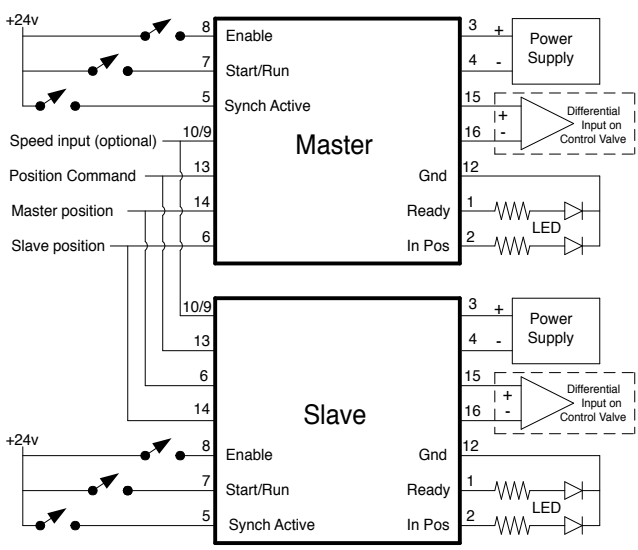 +24v
8
Enable
7
Start/Run
5
Synch Active
Speed input (optional)
10/9
Position Command
13
Master position
14
Slave position
6
Master
3
+
Power
Supply
4
-
15
+
Differential
Input on
Control Valve
16
-
Gnd
12
Ready
1
LED
In Pos
2
10/9
13
6
14
+24v
8
Enable
7
Start/Run
5
Synch Active
Slave
3
+
Power
Supply
4
-
15
+
Differential
Input on
Control Valve
16
-
Gnd
12
Ready
1
LED
In Pos
2